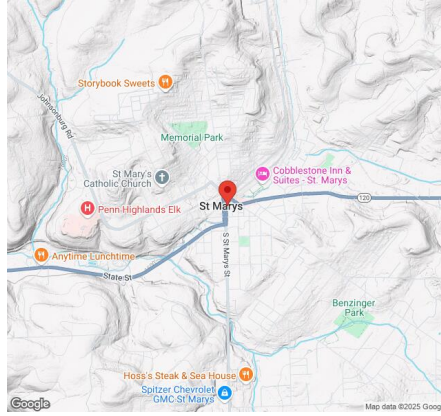 Storybook Sweets
Johnsonburg Rd
Memorial Park
St Mary's
Catholic Church
Cobblestone Inn &
Suites - St. Marys
Penn Highlands Elk
St Marys
120
Anytime Lunchtime
State St
S St Marys St
Benzinger
Park
Hoss's Steak & Sea House
Spitzer Chevrolet
GMC St Marys
Google
Map data ©2025 Goog